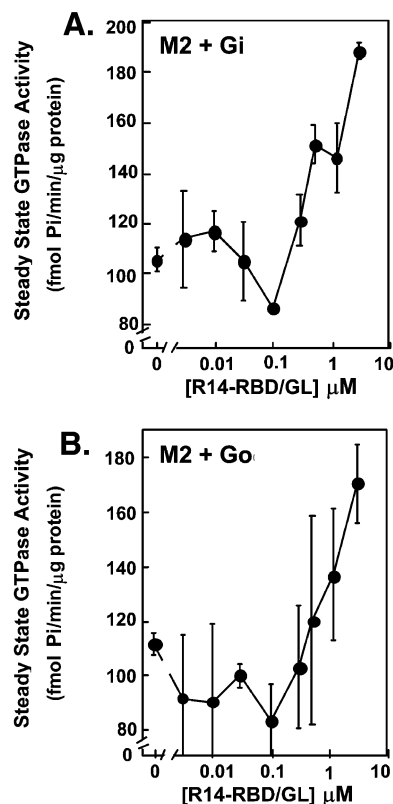 A.
M2 + Gi
Steady State GTPase Activity
(fmol Pi/min/µg protein)
200
180
160
140
120
100
80
0
0
0.01
0.1
1
10
[R14-RBD/GL] µM
B.
M2 + Go
Steady State GTPase Activity
(fmol Pi/min/µg protein)
180
160
140
120
100
80
0
0
0.01
0.1
1
10
[R14-RBD/GL] µM